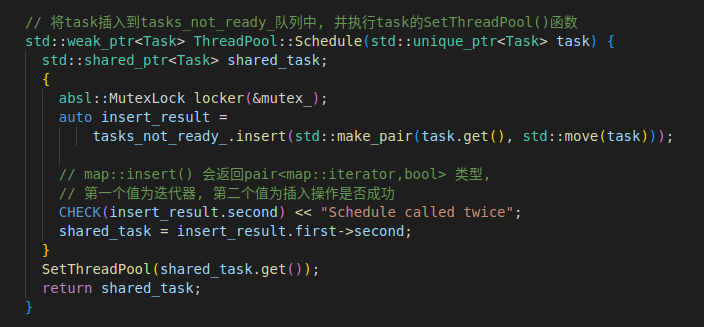 // 将task插入到tasks_not_ready_队列中, 并执行task的SetThreadPool()函数
std::weak_ptr<Task> ThreadPool::Schedule(std::unique_ptr<Task> task) {
  std::shared_ptr<Task> shared_task;
  {
    absl::MutexLock locker(&mutex_);
    auto insert_result =
        tasks_not_ready_.insert(std::make_pair(task.get(), std::move(task)));

    // map::insert() 会返回pair<map::iterator,bool> 类型,
    // 第一个值为迭代器, 第二个值为插入操作是否成功
    CHECK(insert_result.second) << "Schedule called twice";
    shared_task = insert_result.first->second;
  }
  SetThreadPool(shared_task.get());
  return shared_task;
}